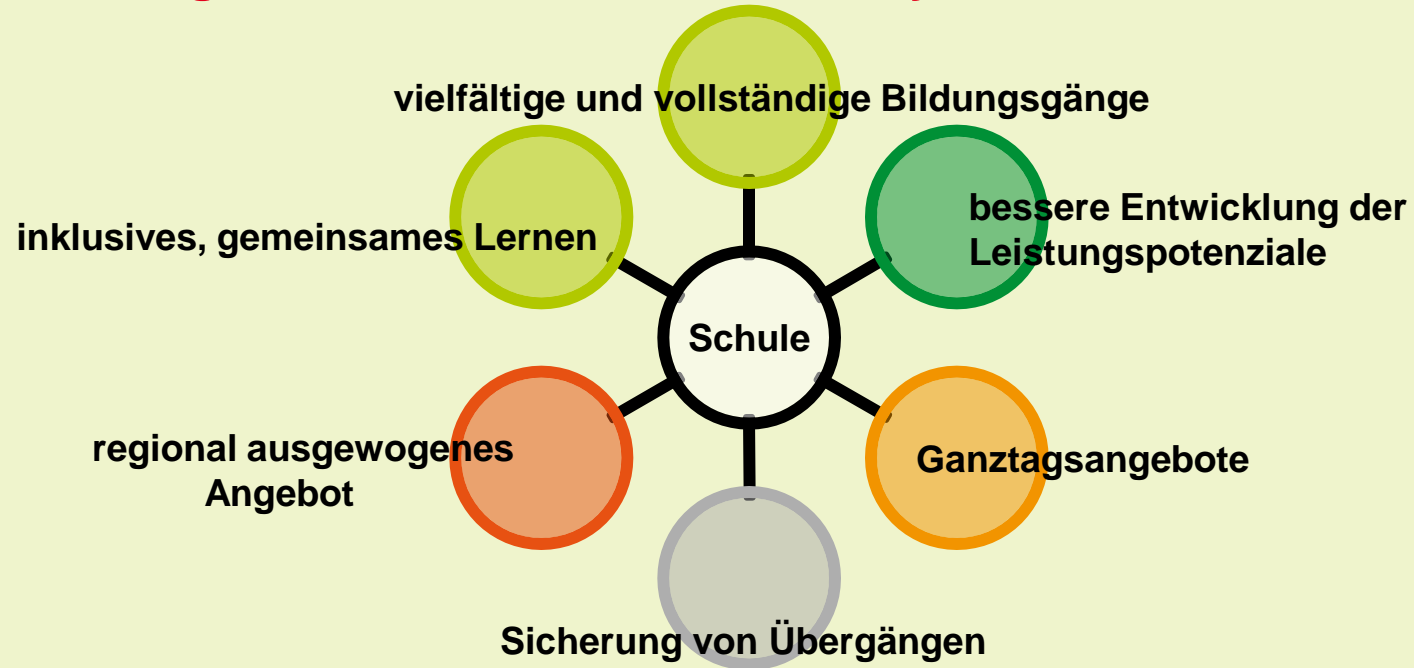 vielfältige und vollständige Bildungsgänge
bessere Entwicklung der
Leistungspotenziale
inklusives, gemeinsames Lernen
Schule
regional ausgewogenes
Angebot
Ganztagsangebote
Sicherung von Übergängen